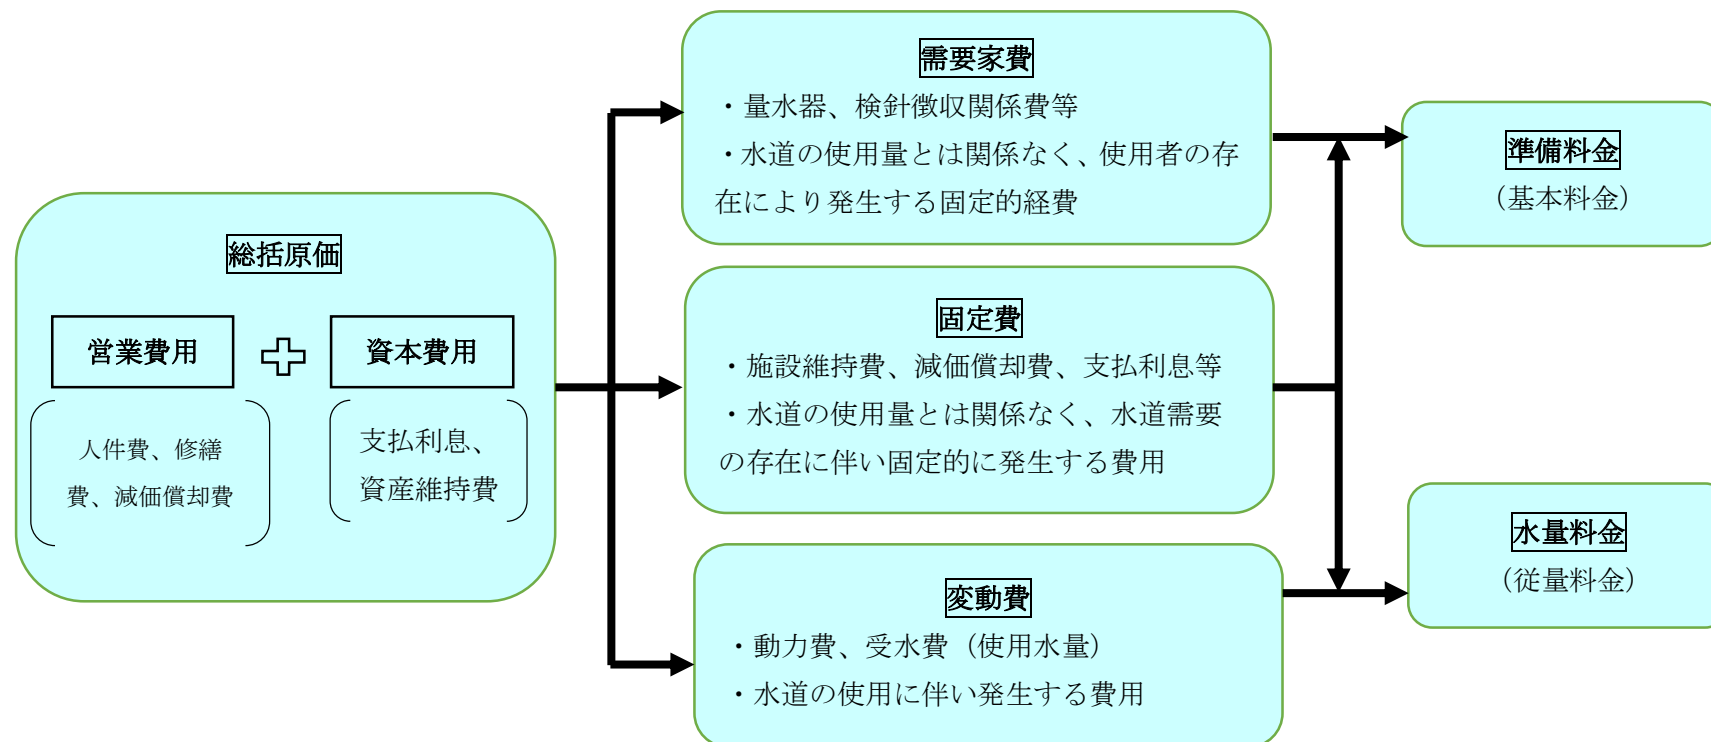 総括原価
営業費用
資本費用
人件費、修繕
費、減価償却費
支払利息、
資産維持費
需要家費
・量水器、検針徴収関係費等
・水道の使用量とは関係なく、使用者の存
在により発生する固定的経費
固定費
・施設維持費、減価償却費、支払利息等
・水道の使用量とは関係なく、水道需要
の存在に伴い固定的に発生する費用
変動費
・動力費、受水費（使用水量）
・水道の使用に伴い発生する費用
準備料金
（基本料金）
水量料金
（従量料金）